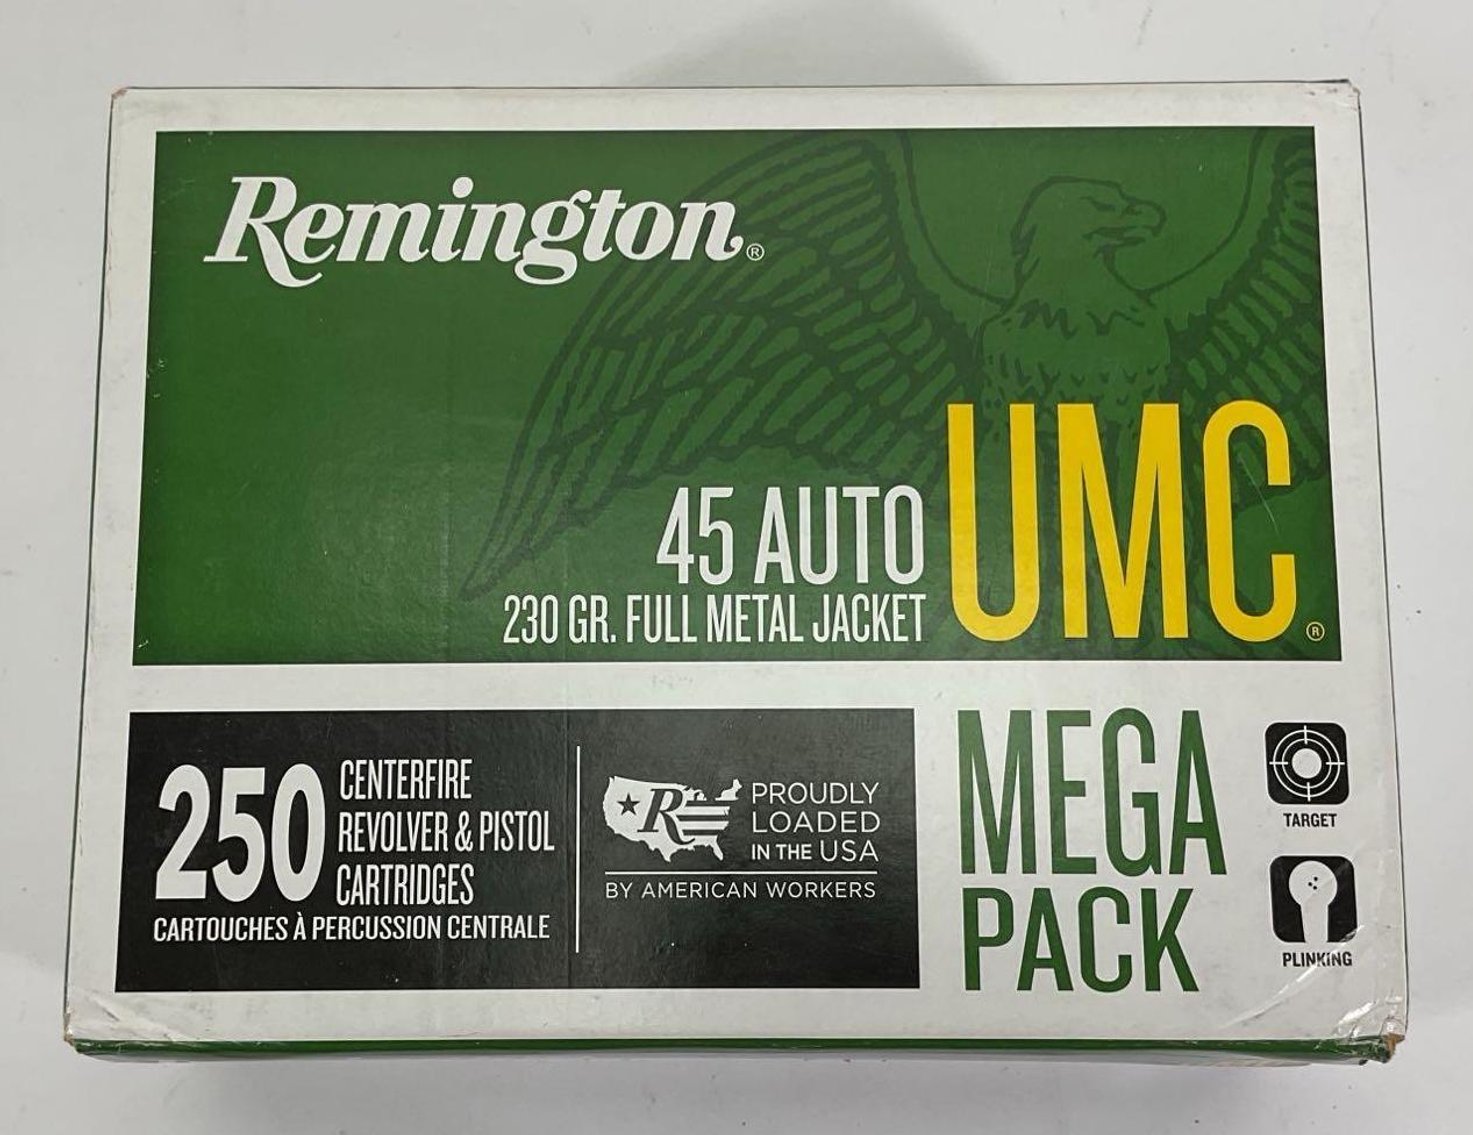 Remington®
45 AUTO
230 GR. FULL METAL JACKET
UMC®
250
CENTERFIRE
REVOLVER & PISTOL
CARTRIDGES
CARTOUCHES À PERCUSSION CENTRALE
R
PROUDLY
LOADED
IN THE USA
BY AMERICAN WORKERS
MEGA
PACK
TARGET
PLINKING